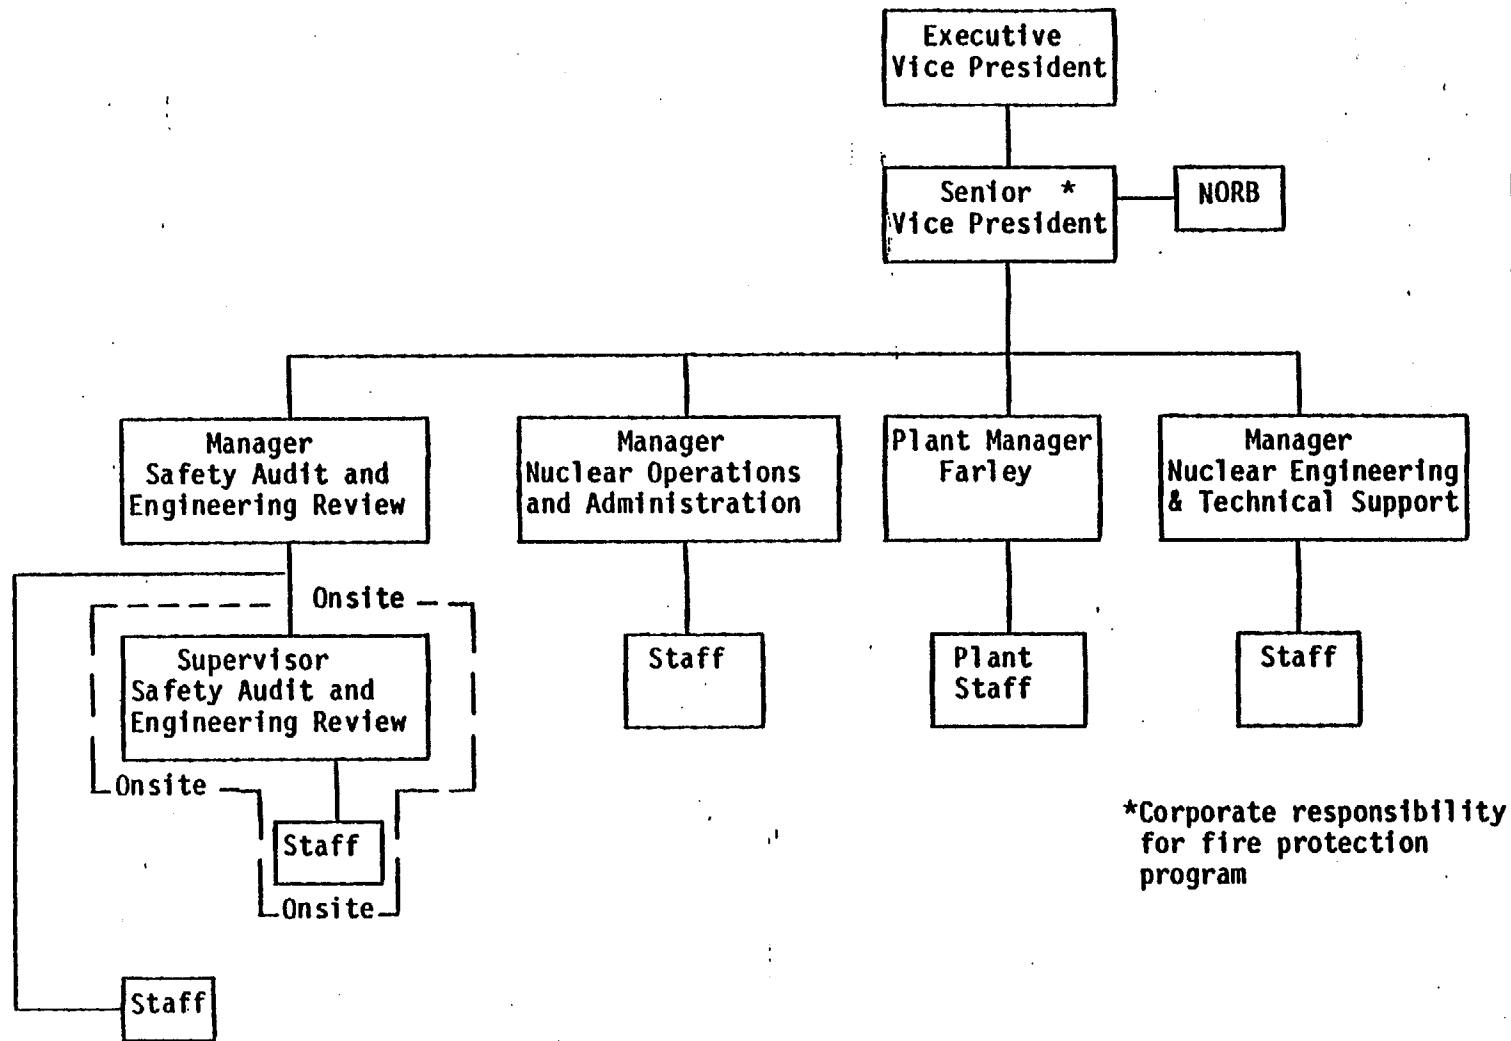 Executive
Vice President
Senior *
Vice President
NORB
Manager
Safety Audit and
Engineering Review
Manager
Nuclear Operations
and Administration
Plant Manager
Farley
Manager
Nuclear Engineering
& Technical Support
Onsite
Supervisor
Safety Audit and
Engineering Review
Onsite
Staff
Onsite
Staff
Staff
Plant
Staff
Staff
*Corporate responsibility
for fire protection
program